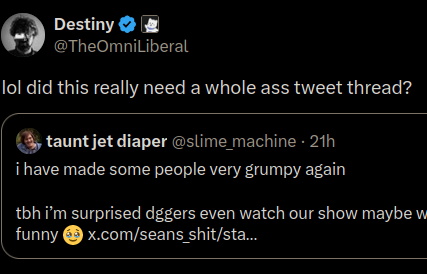 Destiny
@TheOmniLiberal
lol did this really need a whole ass tweet thread?
taunt jet diaper @slime_machine · 21h
i have made some people very grumpy again
tbh i’m surprised dggers even watch our show maybe
funny 🥹 x.com/seans_shit/sta...